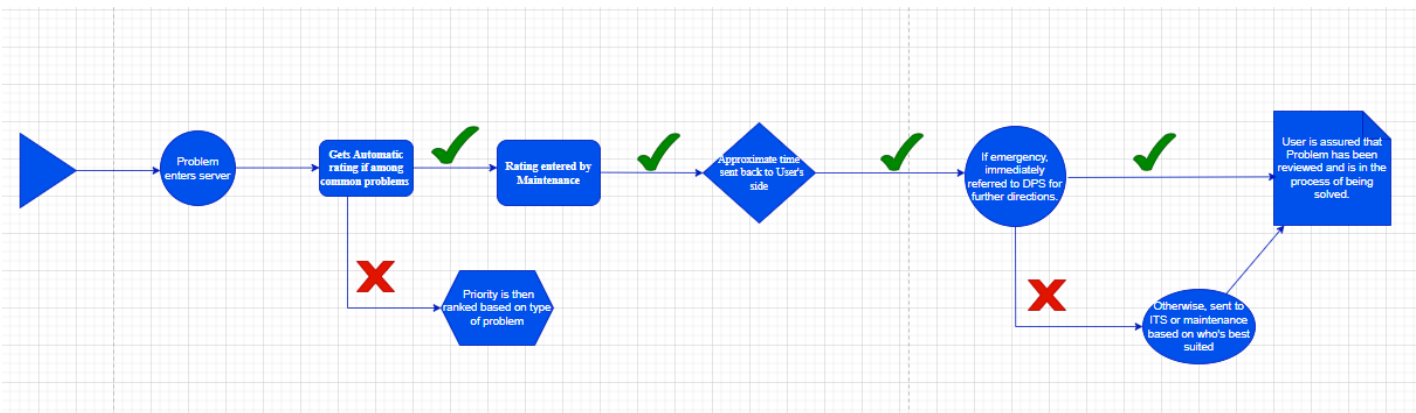 Problem
enters server
Gets Automatic
rating if among
common problems
Rating entered by
Maintenance
Approximate time
sent back to User's
side
If emergency,
immediately
referred to DPS for
further directions.
User is assured that
Problem has been
reviewed and is in the
process of being
solved.
Priority is then
ranked based on type
of problem
Otherwise, sent to
ITS or maintenance
based on who's best
suited